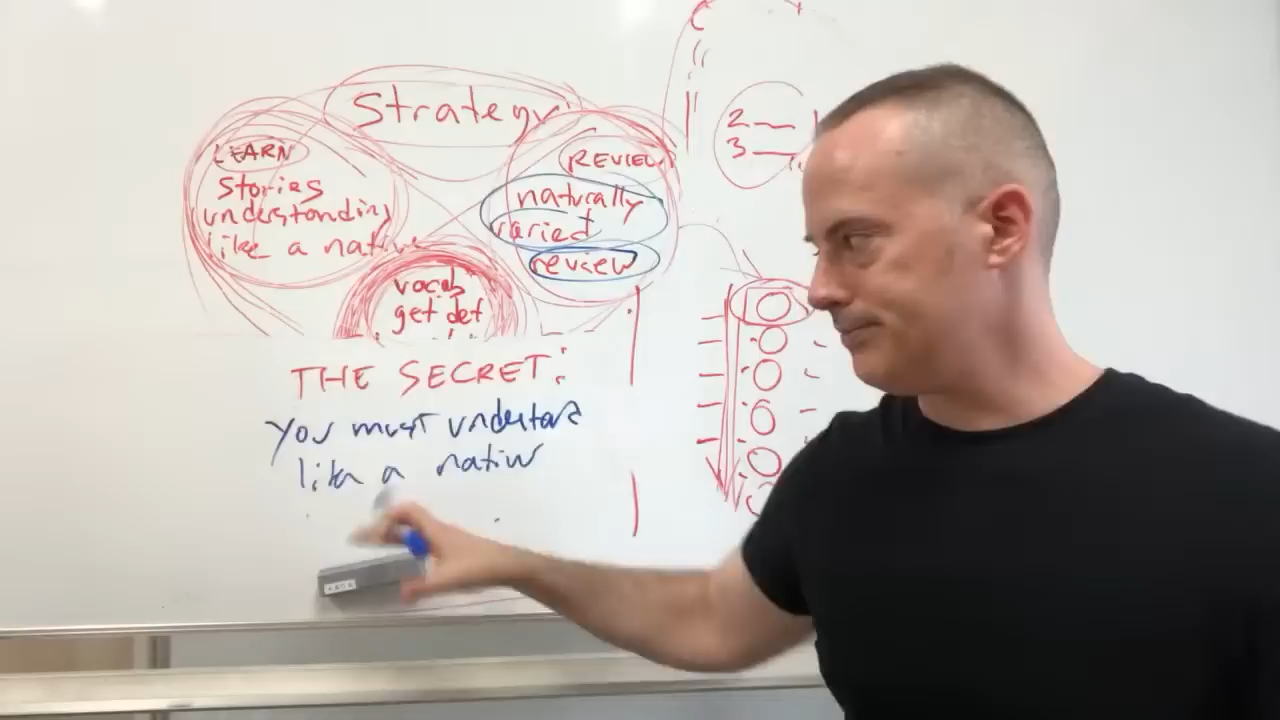 Strategy
LEARN
stories
understanding
like a native
REVIEW
naturally
varied
review
vocab
get def
THE SECRET:
You must understand
like a native
2
3